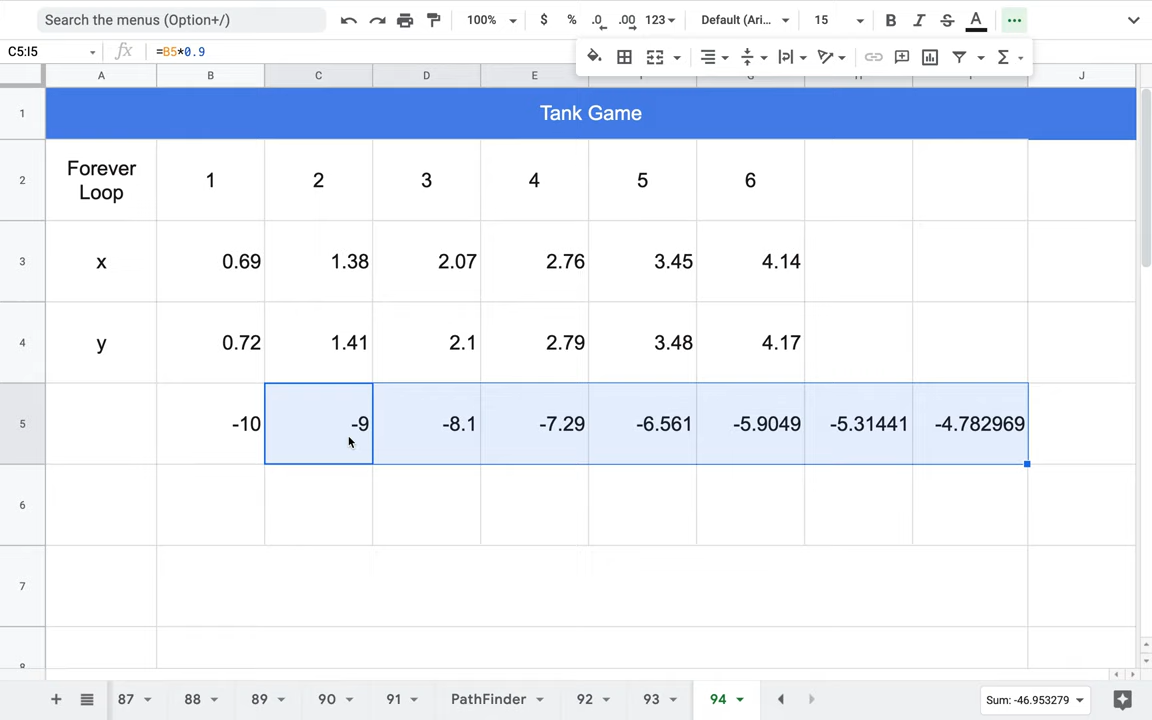 Search the menus (Option+/)
100%
$
%
.0
.00
123
Default (Ari...
15
B
I
S
A
C5:I5
fx
=B5*0.9
A
B
C
D
E
J
1
Tank Game
2
Forever
Loop
1
2
3
4
5
6
3
x
0.69
1.38
2.07
2.76
3.45
4.14
4
y
0.72
1.41
2.1
2.79
3.48
4.17
5
-10
-9
-8.1
-7.29
-6.561
-5.9049
-5.31441
-4.782969
6
7
87
88
89
90
91
PathFinder
92
93
94
Sum: -46.953279